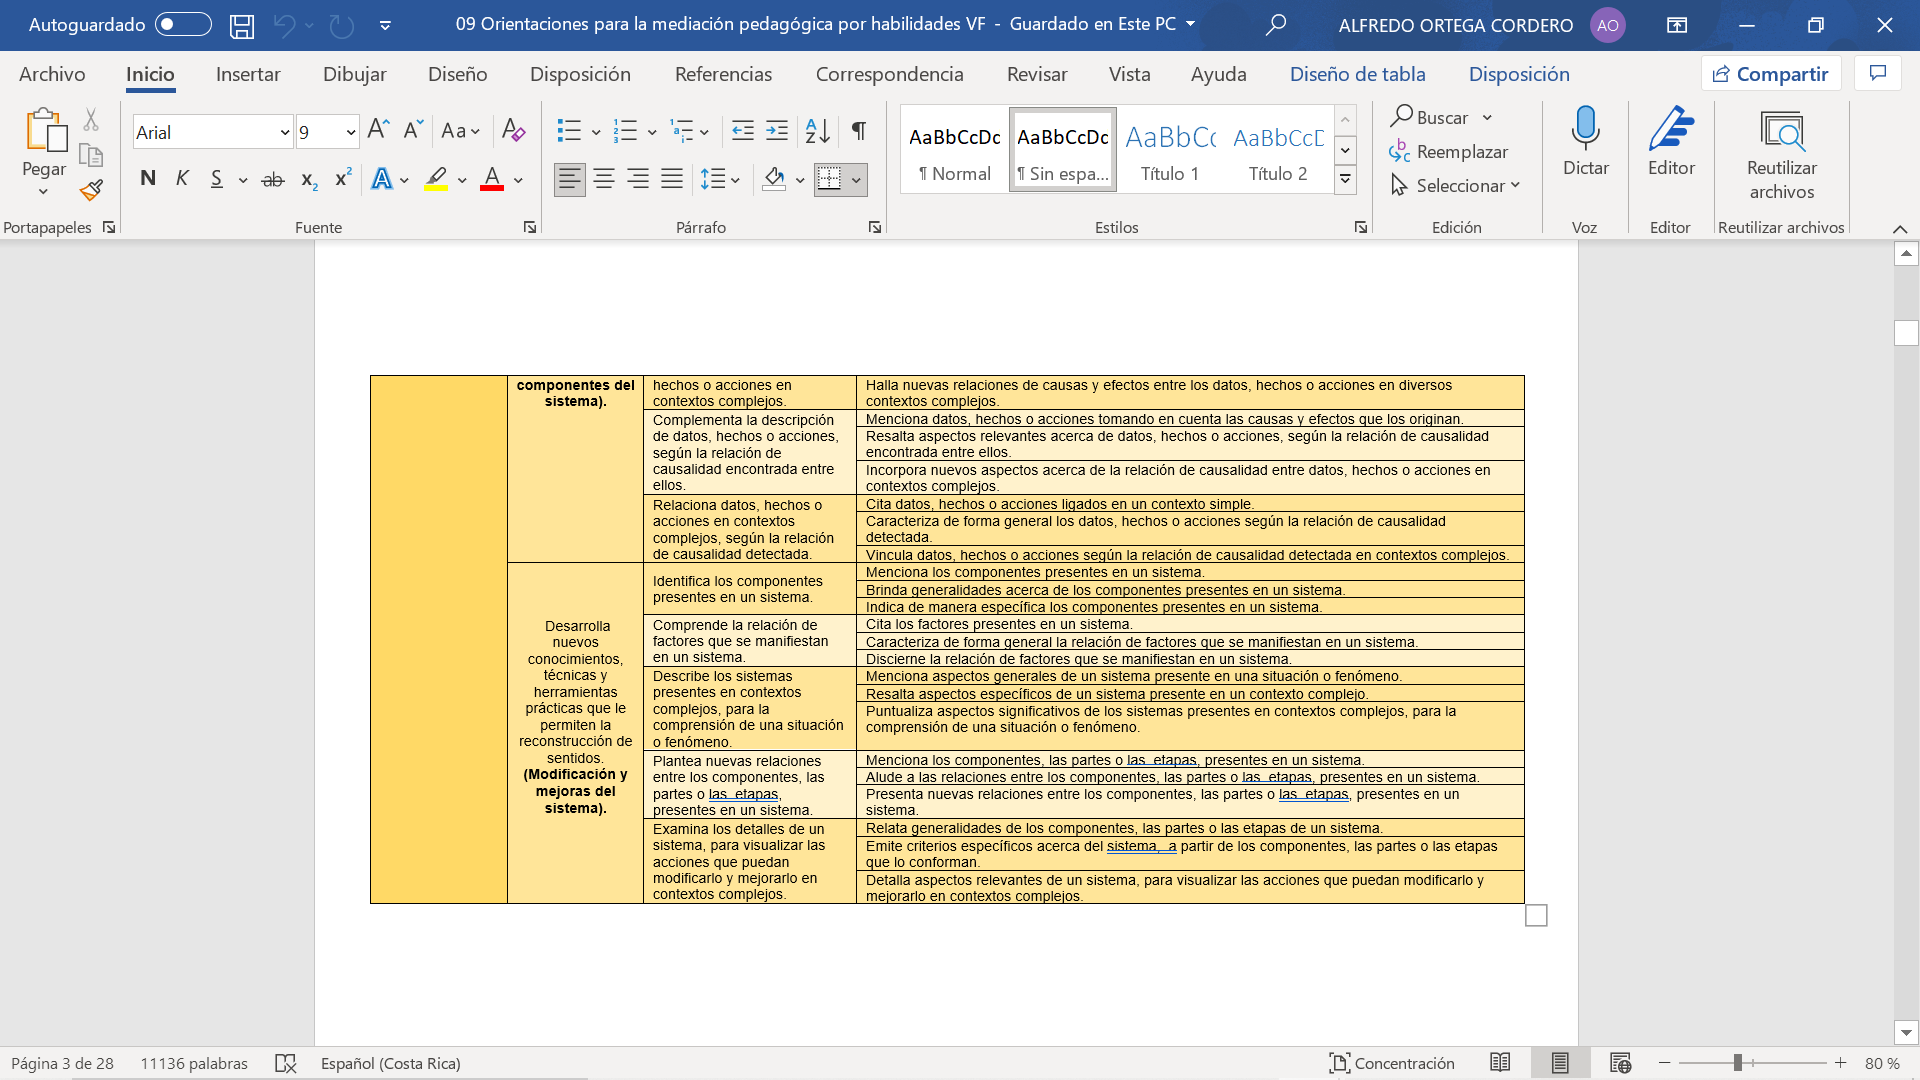 Autoguardado
09 Orientaciones para la mediación pedagógica por habilidades VF - Guardado en Este PC
ALFREDO ORTEGA CORDERO
AO
Archivo Inicio Insertar Dibujar Diseño Disposición Referencias Correspondencia Revisar Vista Ayuda Diseño de tabla Disposición Compartir
Pegar
Portapapeles
Arial 9
Aa
N K S ab x2 x2 A A
Fuente
Párrafo
AaBbCcDc
¶ Normal
AaBbCcDc
¶ Sin espa...
AaBbCc
Título 1
AaBbCcD
Título 2
Estilos
Buscar
Reemplazar
Seleccionar
Edición
Dictar
Voz
Editor
Editor
Reutilizar
archivos
Reutilizar archivos
componentes del
sistema).
hechos o acciones en
contextos complejos.
Halla nuevas relaciones de causas y efectos entre los datos, hechos o acciones en diversos
contextos complejos.
Complementa la descripción
de datos, hechos o acciones,
según la relación de
causalidad encontrada entre
ellos.
Menciona datos, hechos o acciones tomando en cuenta las causas y efectos que los originan.
Resalta aspectos relevantes acerca de datos, hechos o acciones, según la relación de causalidad
encontrada entre ellos.
Incorpora nuevos aspectos acerca de la relación de causalidad entre datos, hechos o acciones en
contextos complejos.
Relaciona datos, hechos o
acciones en contextos
complejos, según la relación
de causalidad detectada.
Cita datos, hechos o acciones ligados en un contexto simple.
Caracteriza de forma general los datos, hechos o acciones según la relación de causalidad
detectada.
Vincula datos, hechos o acciones según la relación de causalidad detectada en contextos complejos.
Desarrolla
nuevos
conocimientos,
técnicas y
herramientas
prácticas que le
permiten la
reconstrucción de
sentidos.
(Modificación y
mejoras del
sistema).
Identifica los componentes
presentes en un sistema.
Menciona los componentes presentes en un sistema.
Brinda generalidades acerca de los componentes presentes en un sistema.
Indica de manera específica los componentes presentes en un sistema.
Comprende la relación de
factores que se manifiestan
en un sistema.
Cita los factores presentes en un sistema.
Caracteriza de forma general la relación de factores que se manifiestan en un sistema.
Discierne la relación de factores que se manifiestan en un sistema.
Describe los sistemas
presentes en contextos
complejos, para la
comprensión de una situación
o fenómeno.
Menciona aspectos generales de un sistema presente en una situación o fenómeno.
Resalta aspectos específicos de un sistema presente en un contexto complejo.
Puntualiza aspectos significativos de los sistemas presentes en contextos complejos, para la
comprensión de una situación o fenómeno.
Plantea nuevas relaciones
entre los componentes, las
partes o las  etapas,
presentes en un sistema.
Menciona los componentes, las partes o las  etapas, presentes en un sistema.
Alude a las relaciones entre los componentes, las partes o las  etapas, presentes en un sistema.
Presenta nuevas relaciones entre los componentes, las partes o las  etapas, presentes en un
sistema.
Examina los detalles de un
sistema, para visualizar las
acciones que puedan
modificarlo y mejorarlo en
contextos complejos.
Relata generalidades de los componentes, las partes o las etapas de un sistema.
Emite criterios específicos acerca del sistema,  a partir de los componentes, las partes o las etapas
que lo conforman.
Detalla aspectos relevantes de un sistema, para visualizar las acciones que puedan modificarlo y
mejorarlo en contextos complejos.
Página 3 de 28 11136 palabras Español (Costa Rica) Concentración 80 %